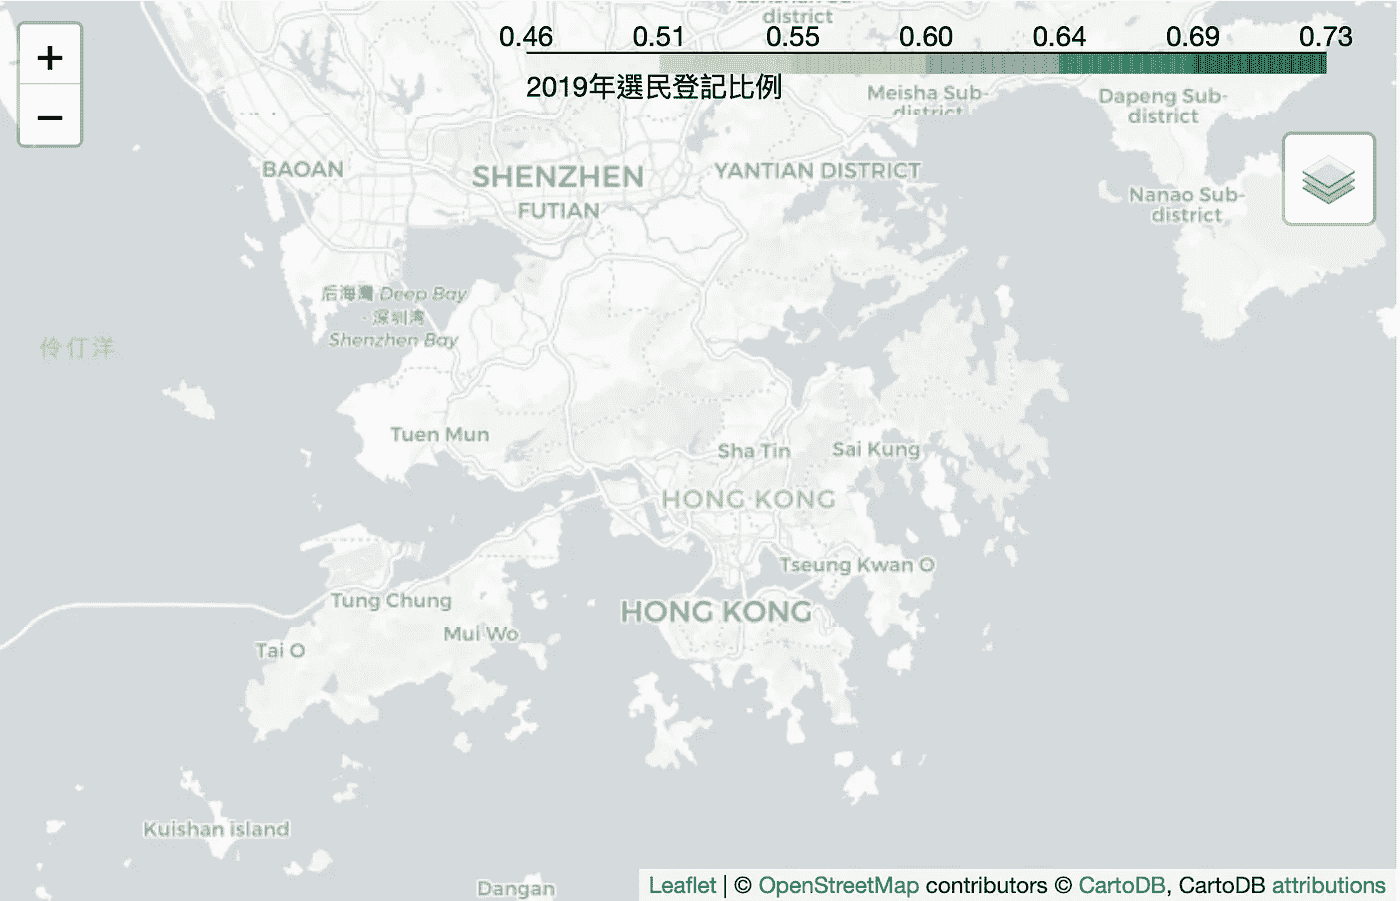 district
0.46 0.51 0.55 0.60 0.64 0.69 0.73
2019年選民登記比例
+
−
Meisha Sub-
district
Dapeng Sub-
district
BAOAN
SHENZHEN
YANTIAN DISTRICT
FUTIAN
Nanao Sub-
district
后海灣 Deep Bay
- 深圳湾
Shenzhen Bay
伶仃洋
Tuen Mun
Sha Tin
Sai Kung
HONG KONG
Tseung Kwan O
Tung Chung
HONG KONG
Mui Wo
Tai O
Kuishan island
Dangan
Leaflet | © OpenStreetMap contributors © CartoDB, CartoDB attributions